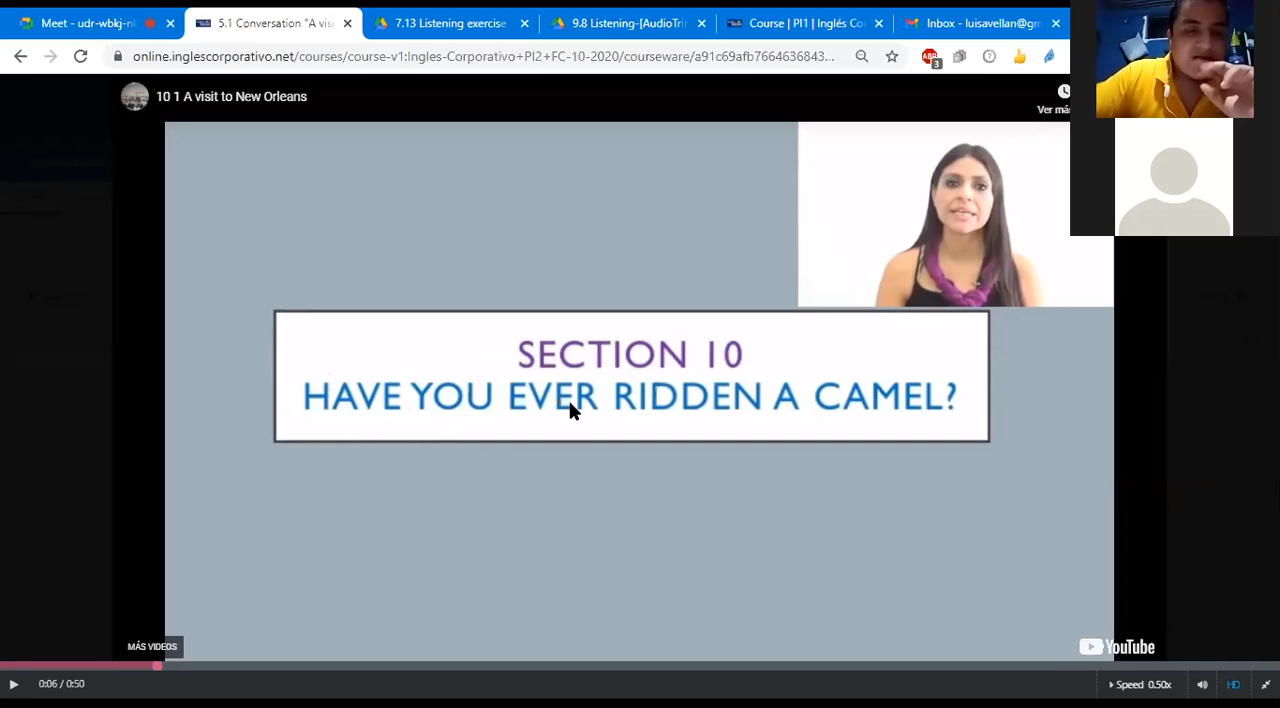 Meet - udr-wbkj-n
5.1 Conversation "A vis
7.13 Listening exercise
9.8 Listening-[AudioTri
Course | PI1 | Inglés Co
Inbox - luisavellan@gm
online.inglescorporativo.net/courses/course-v1:Ingles-Corporativo+PI2+FC-10-2020/courseware/a91c69afb7664636843...
3
10 1 A visit to New Orleans
Ver más
SECTION 10
HAVE YOU EVER RIDDEN A CAMEL?
MÁS VIDEOS
YouTube
0:06 / 0:50
Speed 0.50x
HD